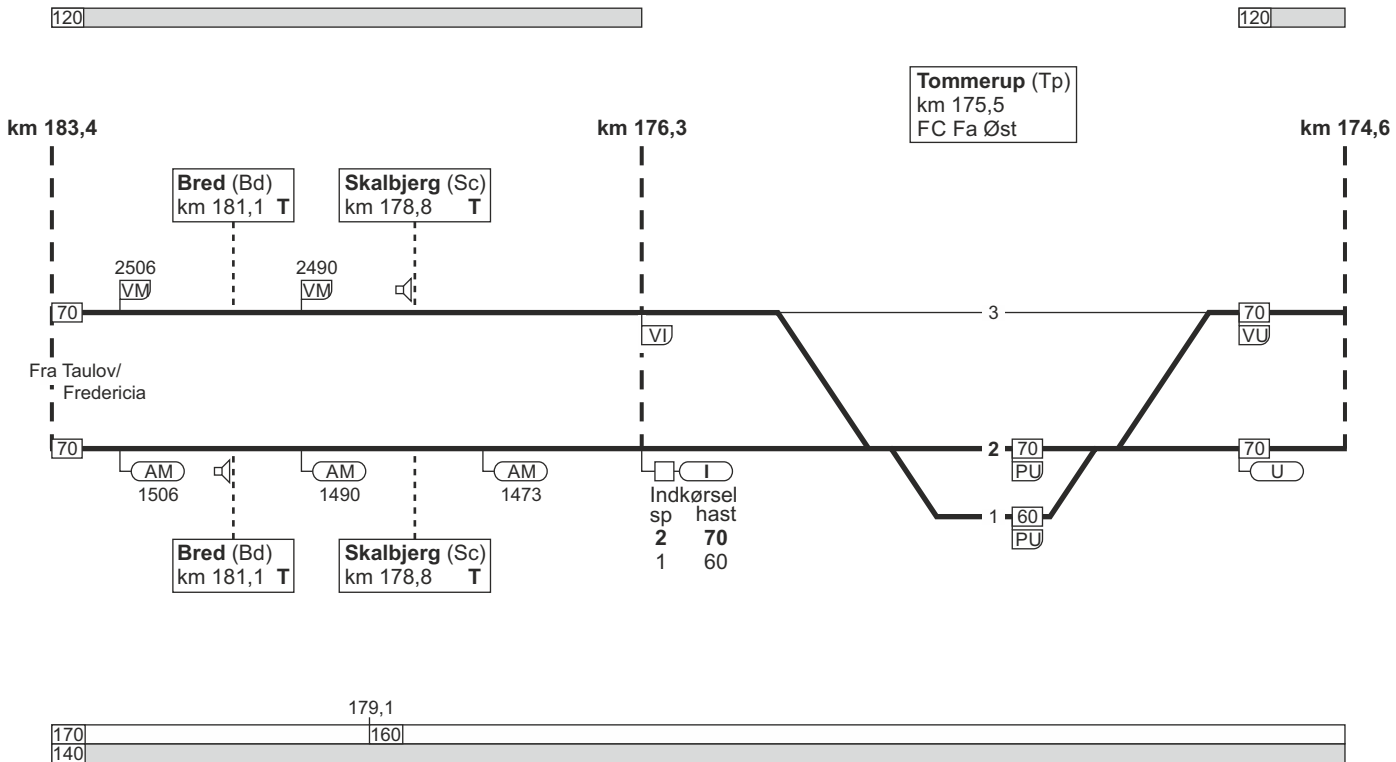 120
120
Tommerup (Tp)
km 175,5
FC Fa Øst
km 183,4
km 176,3
km 174,6
Bred (Bd)
km 181,1 T
Skalbjerg (Sc)
km 178,8 T
2506
VM
2490
VM
70
3
70
VI
VU
Fra Taulov/
Fredericia
70
2
70
70
AM
1506
AM
1490
AM
1473
I
PU
U
Indkørsel
sp hast
2 70
1 60
1
60
PU
Bred (Bd)
km 181,1 T
Skalbjerg (Sc)
km 178,8 T
179,1
170
160
140